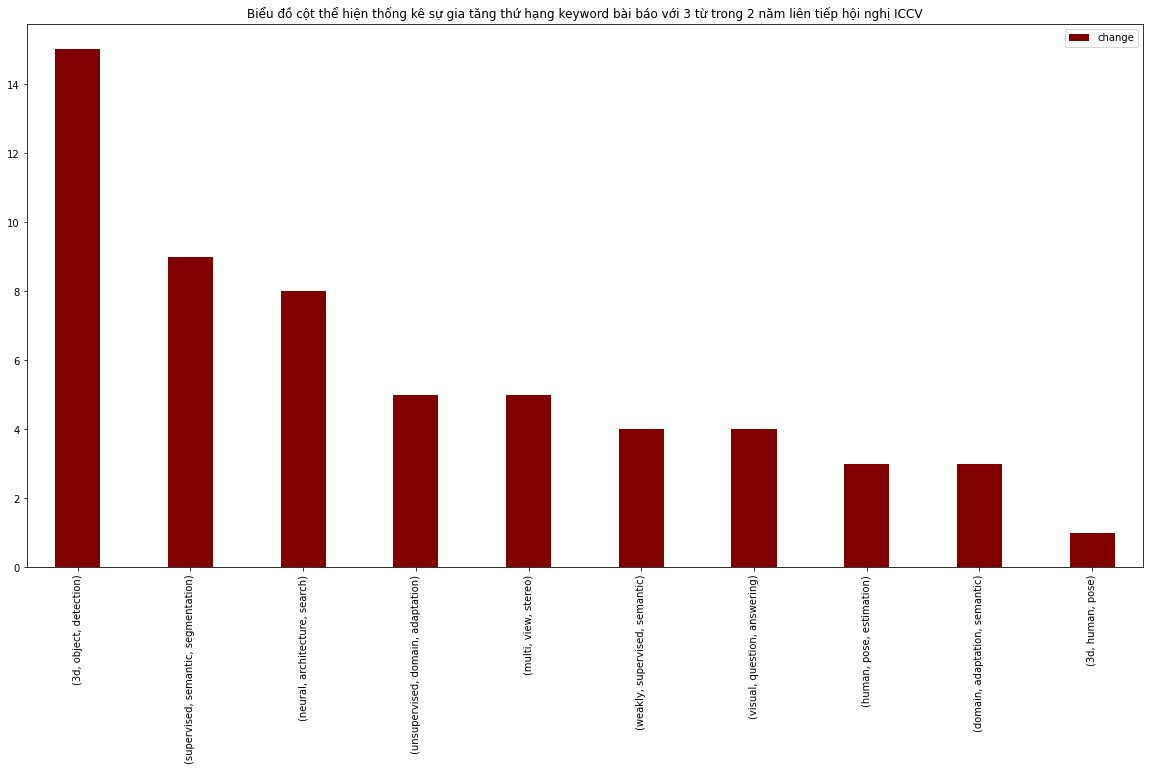 Biểu đồ cột thể hiện thống kê sự gia tăng thứ hạng keyword bài báo với 3 từ trong 2 năm liên tiếp hội nghị ICCV
change
14
12
10
8
6
4
2
0
(3d, object, detection)
(supervised, semantic, segmentation)
(neural, architecture, search)
(unsupervised, domain, adaptation)
(multi, view, stereo)
(weakly, supervised, semantic)
(visual, question, answering)
(human, pose, estimation)
(domain, adaptation, semantic)
(3d, human, pose)